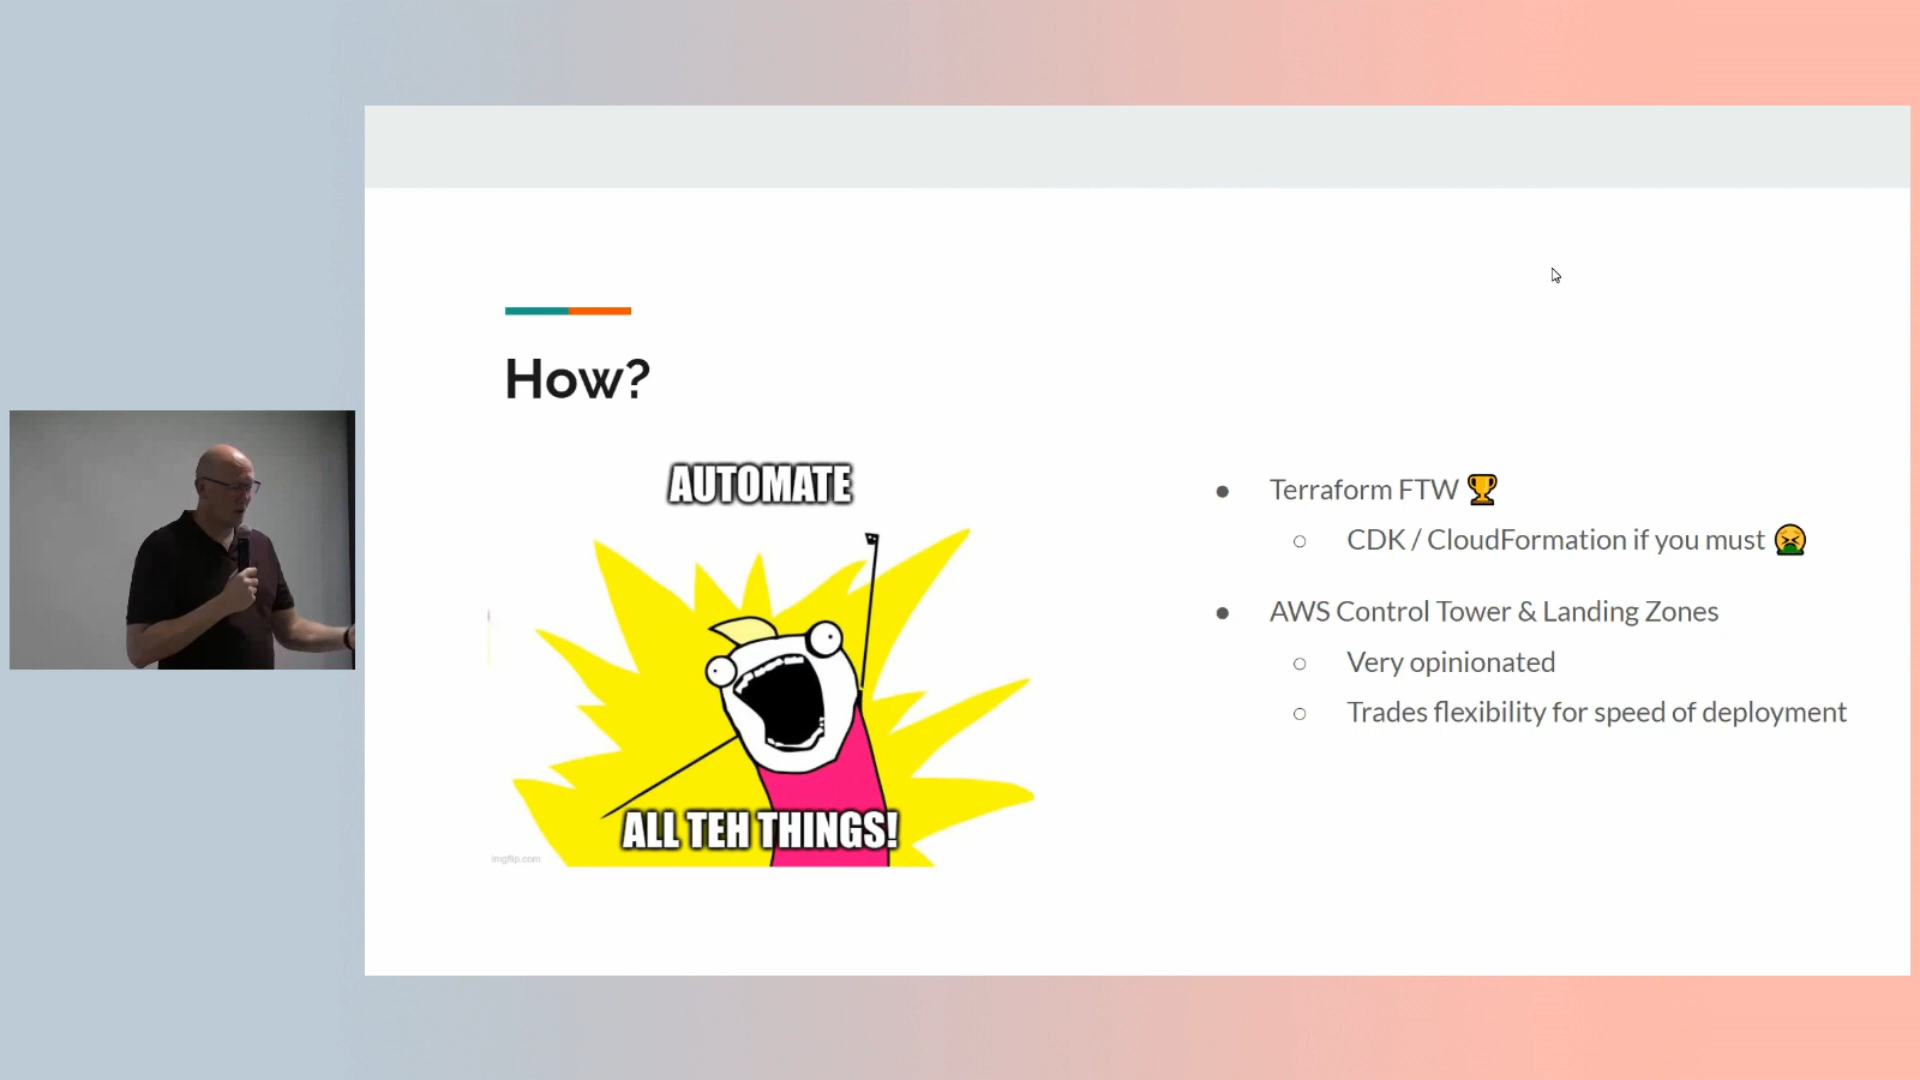 How?
AUTOMATE
ALL TEH THINGS!
imgflip.com
Terraform FTW 🏆
CDK / CloudFormation if you must 🤮
AWS Control Tower & Landing Zones
Very opinionated
Trades flexibility for speed of deployment